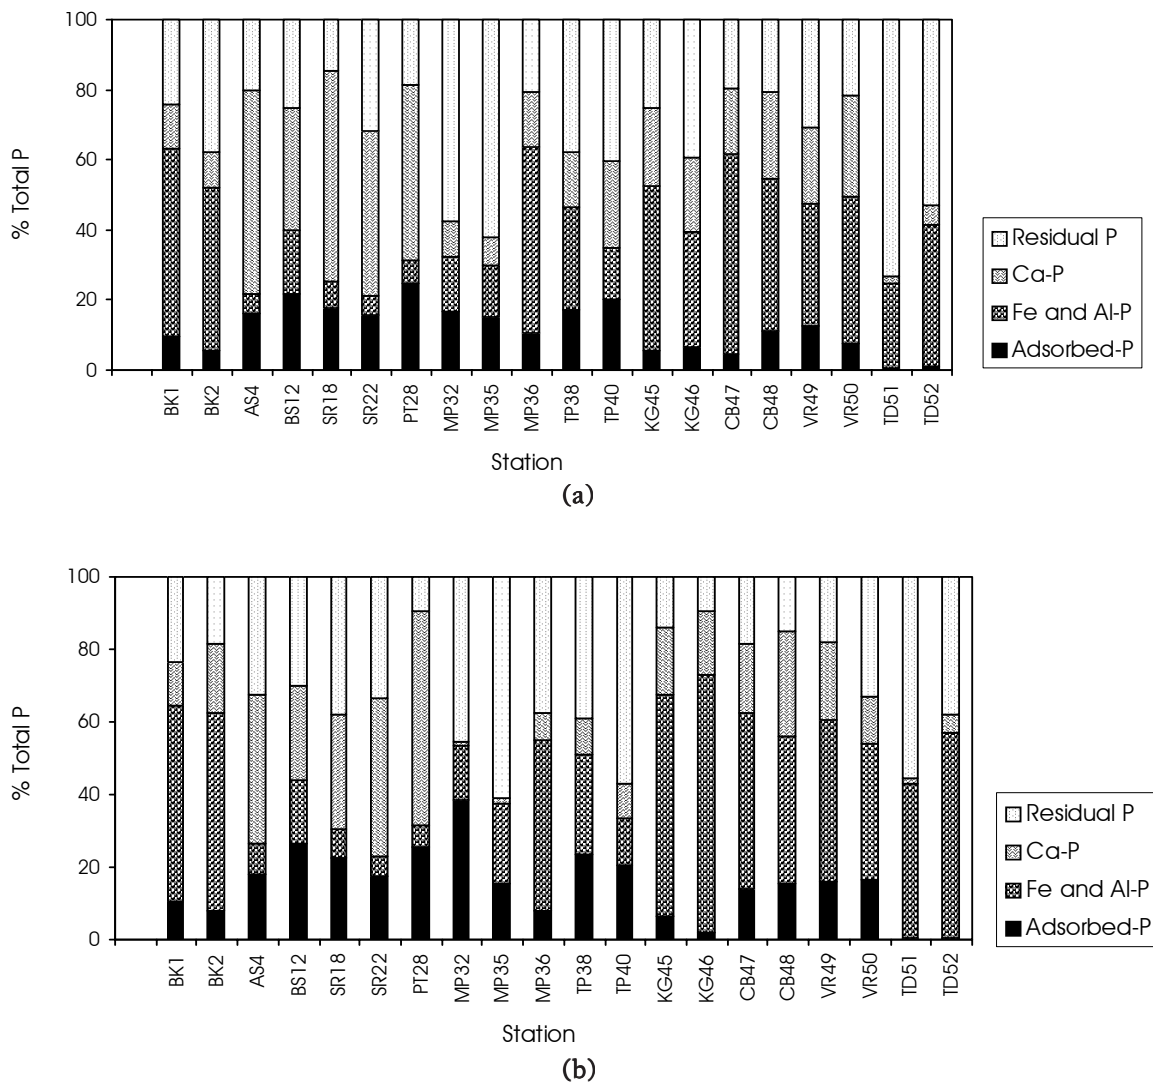 100
80
60
40
20
0
% Total P
BK1
BK2
AS4
BS12
SR18
SR22
PT28
MP32
MP35
MP36
TP38
TP40
KG45
KG46
CB47
CB48
VR49
VR50
TD51
TD52
Station
Residual P
Ca-P
Fe and Al-P
Adsorbed-P
(a)
100
80
60
40
20
0
% Total P
BK1
BK2
AS4
BS12
SR18
SR22
PT28
MP32
MP35
MP36
TP38
TP40
KG45
KG46
CB47
CB48
VR49
VR50
TD51
TD52
Station
Residual P
Ca-P
Fe and Al-P
Adsorbed-P
(b)